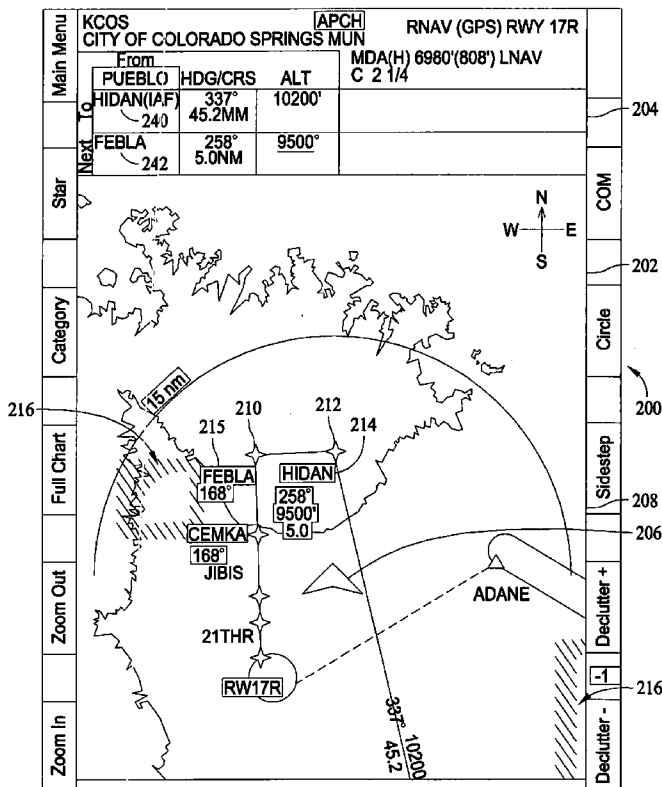 KCOS
APCH
RNAV (GPS) RWY 17R
CITY OF COLORADO SPRINGS MUN
MDA(H) 6980'(808') LNAV
C 2 1/4
From
PUEBLO HDG/CRS ALT
To
HIDAN(IAF) 337° 10200'
240 45.2MM
Next
FEBLA 258° 9500°
242 5.0NM
Main Menu
Star
Category
Full Chart
Zoom Out
Zoom In
204
COM
202
Circle
200
Sidestep
208
206
Declutter +
-1
Declutter -
N
W E
S
15 nm
216
215
210
212
214
FEBLA
168°
HIDAN
258°
9500'
5.0
CEMKA
168°
JIBIS
ADANE
21THR
RW17R
216
337° 10200
45.2